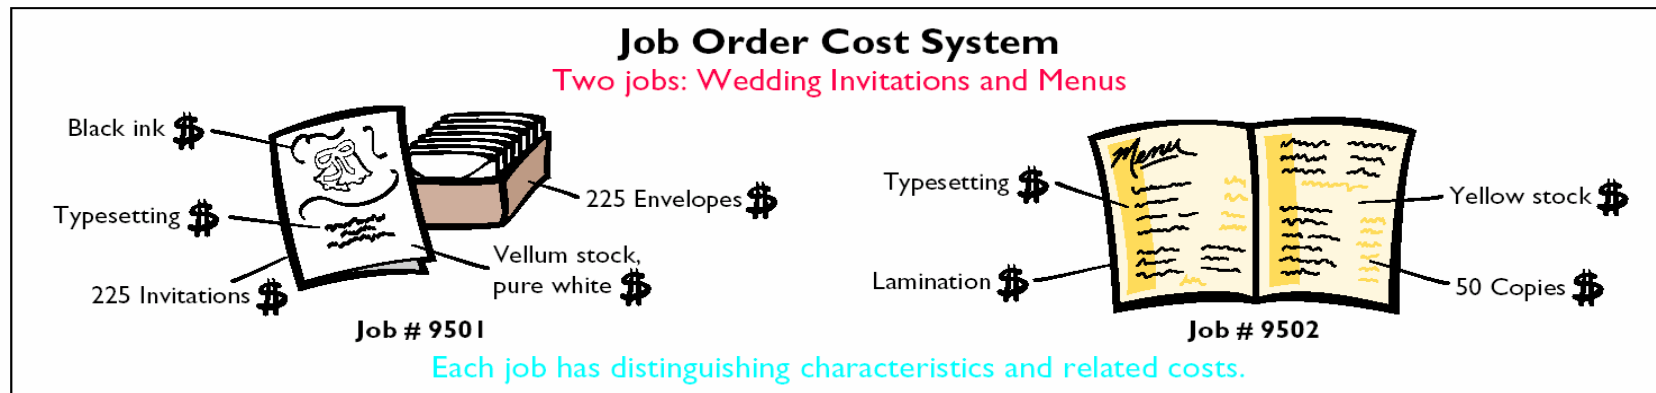 Job Order Cost System
Two jobs: Wedding Invitations and Menus
Black ink $
Typesetting $
225 Invitations $
225 Envelopes $
Vellum stock,
pure white $
Job # 9501
Menu
Typesetting $
Lamination $
Yellow stock $
50 Copies $
Job # 9502
Each job has distinguishing characteristics and related costs.